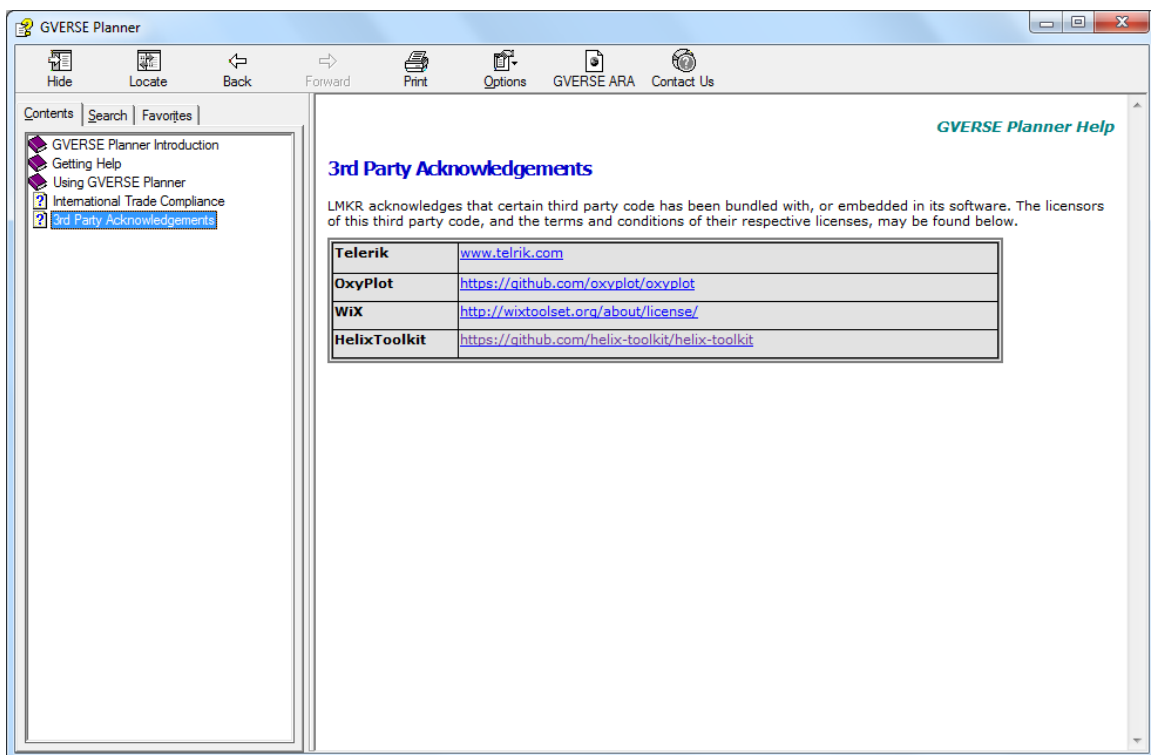 GVERSE Planner
Hide Locate Back Forward Print Options GVERSE ARA Contact Us
Contents Search Favorites
GVERSE Planner Introduction
Getting Help
Using GVERSE Planner
International Trade Compliance
3rd Party Acknowledgements
GVERSE Planner Help
3rd Party Acknowledgements
LMKR acknowledges that certain third party code has been bundled with, or embedded in its software. The licensors
of this third party code, and the terms and conditions of their respective licenses, may be found below.
Telerik www.telrik.com
OxyPlot https://github.com/oxyplot/oxyplot
WiX http://wixtoolset.org/about/license/
HelixToolkit https://github.com/helix-toolkit/helix-toolkit